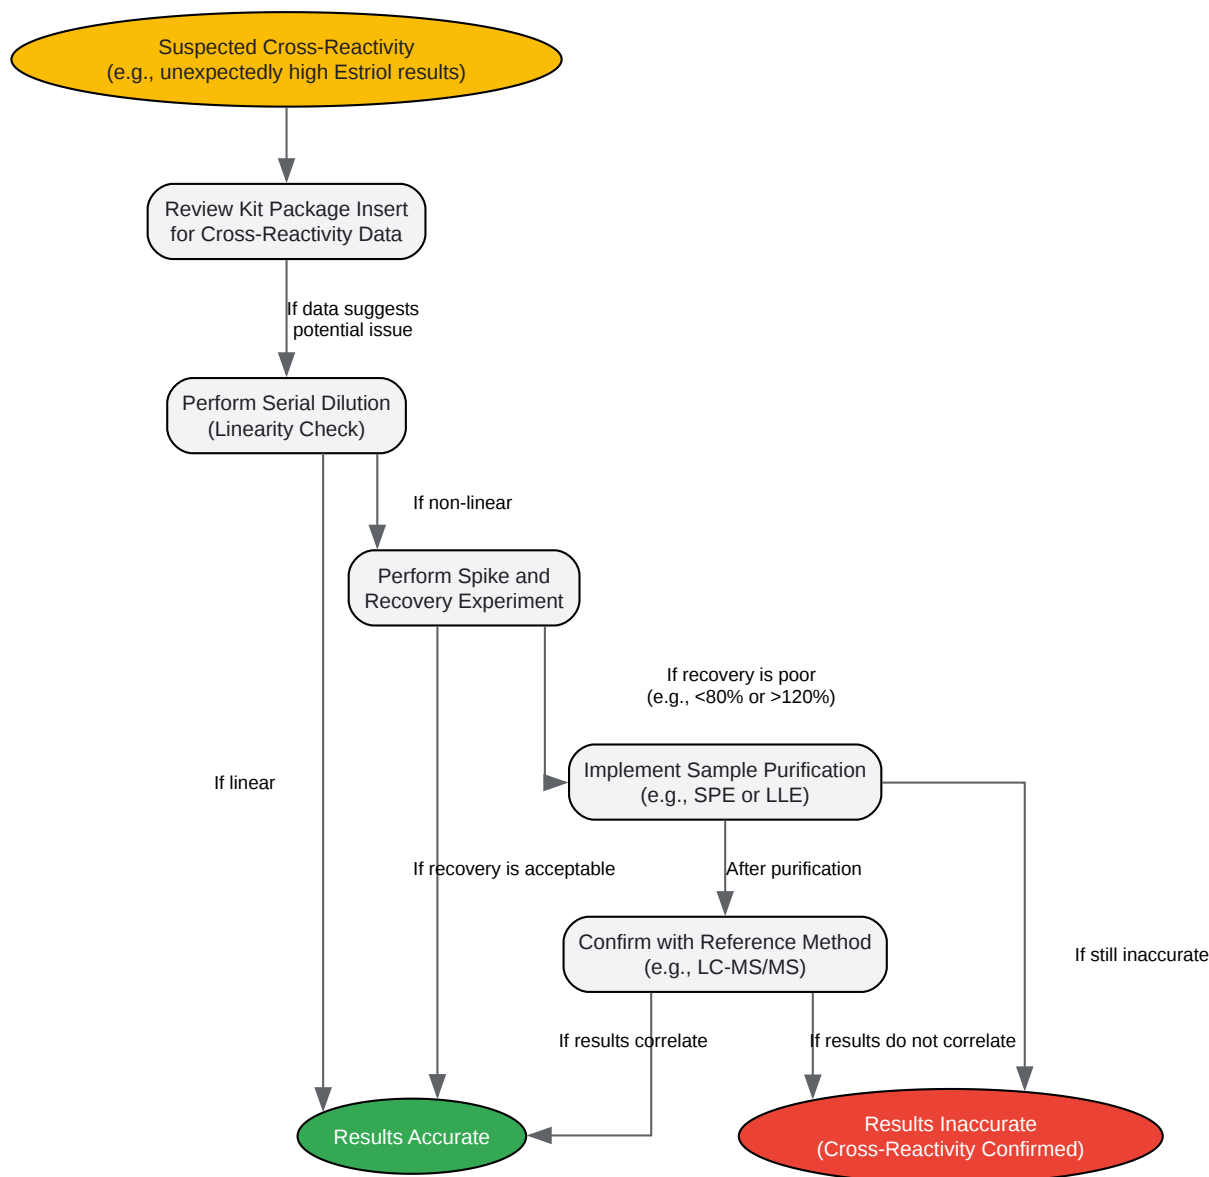 Suspected Cross-Reactivity
(e.g., unexpectedly high Estriol results)
Review Kit Package Insert
for Cross-Reactivity Data
If data suggests
potential issue
Perform Serial Dilution
(Linearity Check)
If non-linear
Perform Spike and
Recovery Experiment
If recovery is poor
(e.g., <80% or >120%)
If linear
Implement Sample Purification
(e.g., SPE or LLE)
If recovery is acceptable
After purification
Confirm with Reference Method
(e.g., LC-MS/MS)
If still inaccurate
If results correlate
If results do not correlate
Results Accurate
Results Inaccurate
(Cross-Reactivity Confirmed)